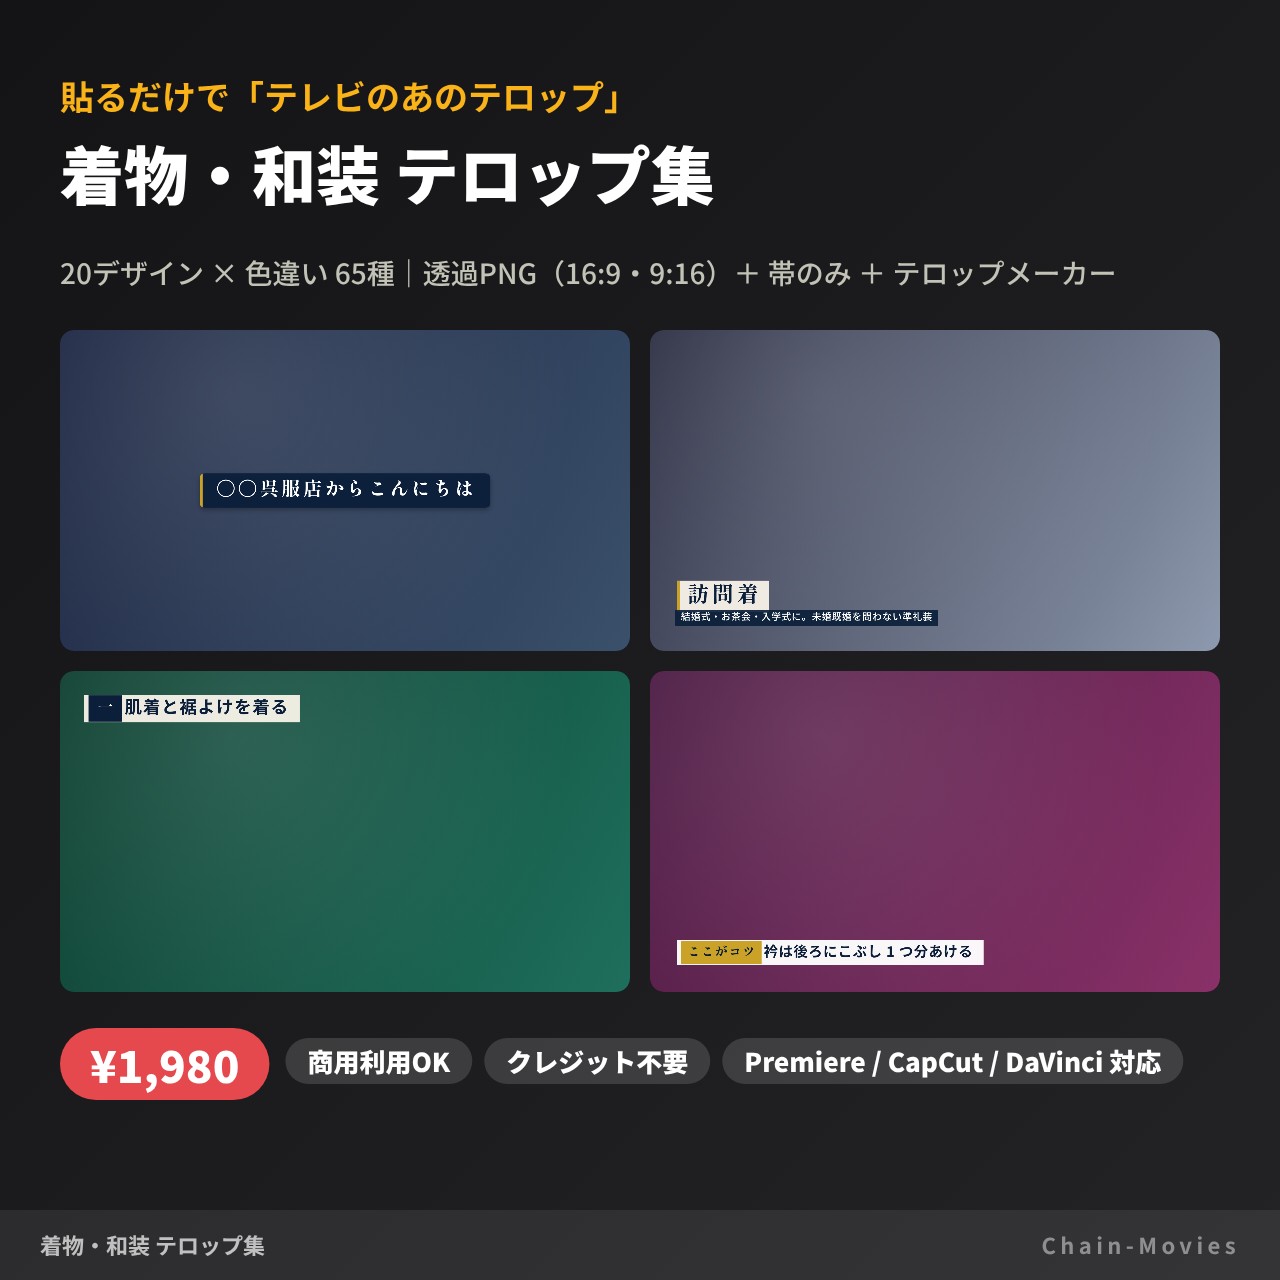 貼るだけで「テレビのあのテロップ」
着物・和装 テロップ集
20デザイン × 色違い 65種｜透過PNG（16:9・9:16）＋ 帯のみ ＋ テロップメーカー
〇〇呉服店からこんにちは
訪問着
結婚式・お茶会・入学式に。未婚既婚を問わない準礼装
一 肌着と裾よけを着る
ここがコツ 衿は後ろにこぶし１つ分あける
¥1,980 商用利用OK クレジット不要 Premiere / CapCut / DaVinci 対応
着物・和装 テロップ集
Chain-Movies